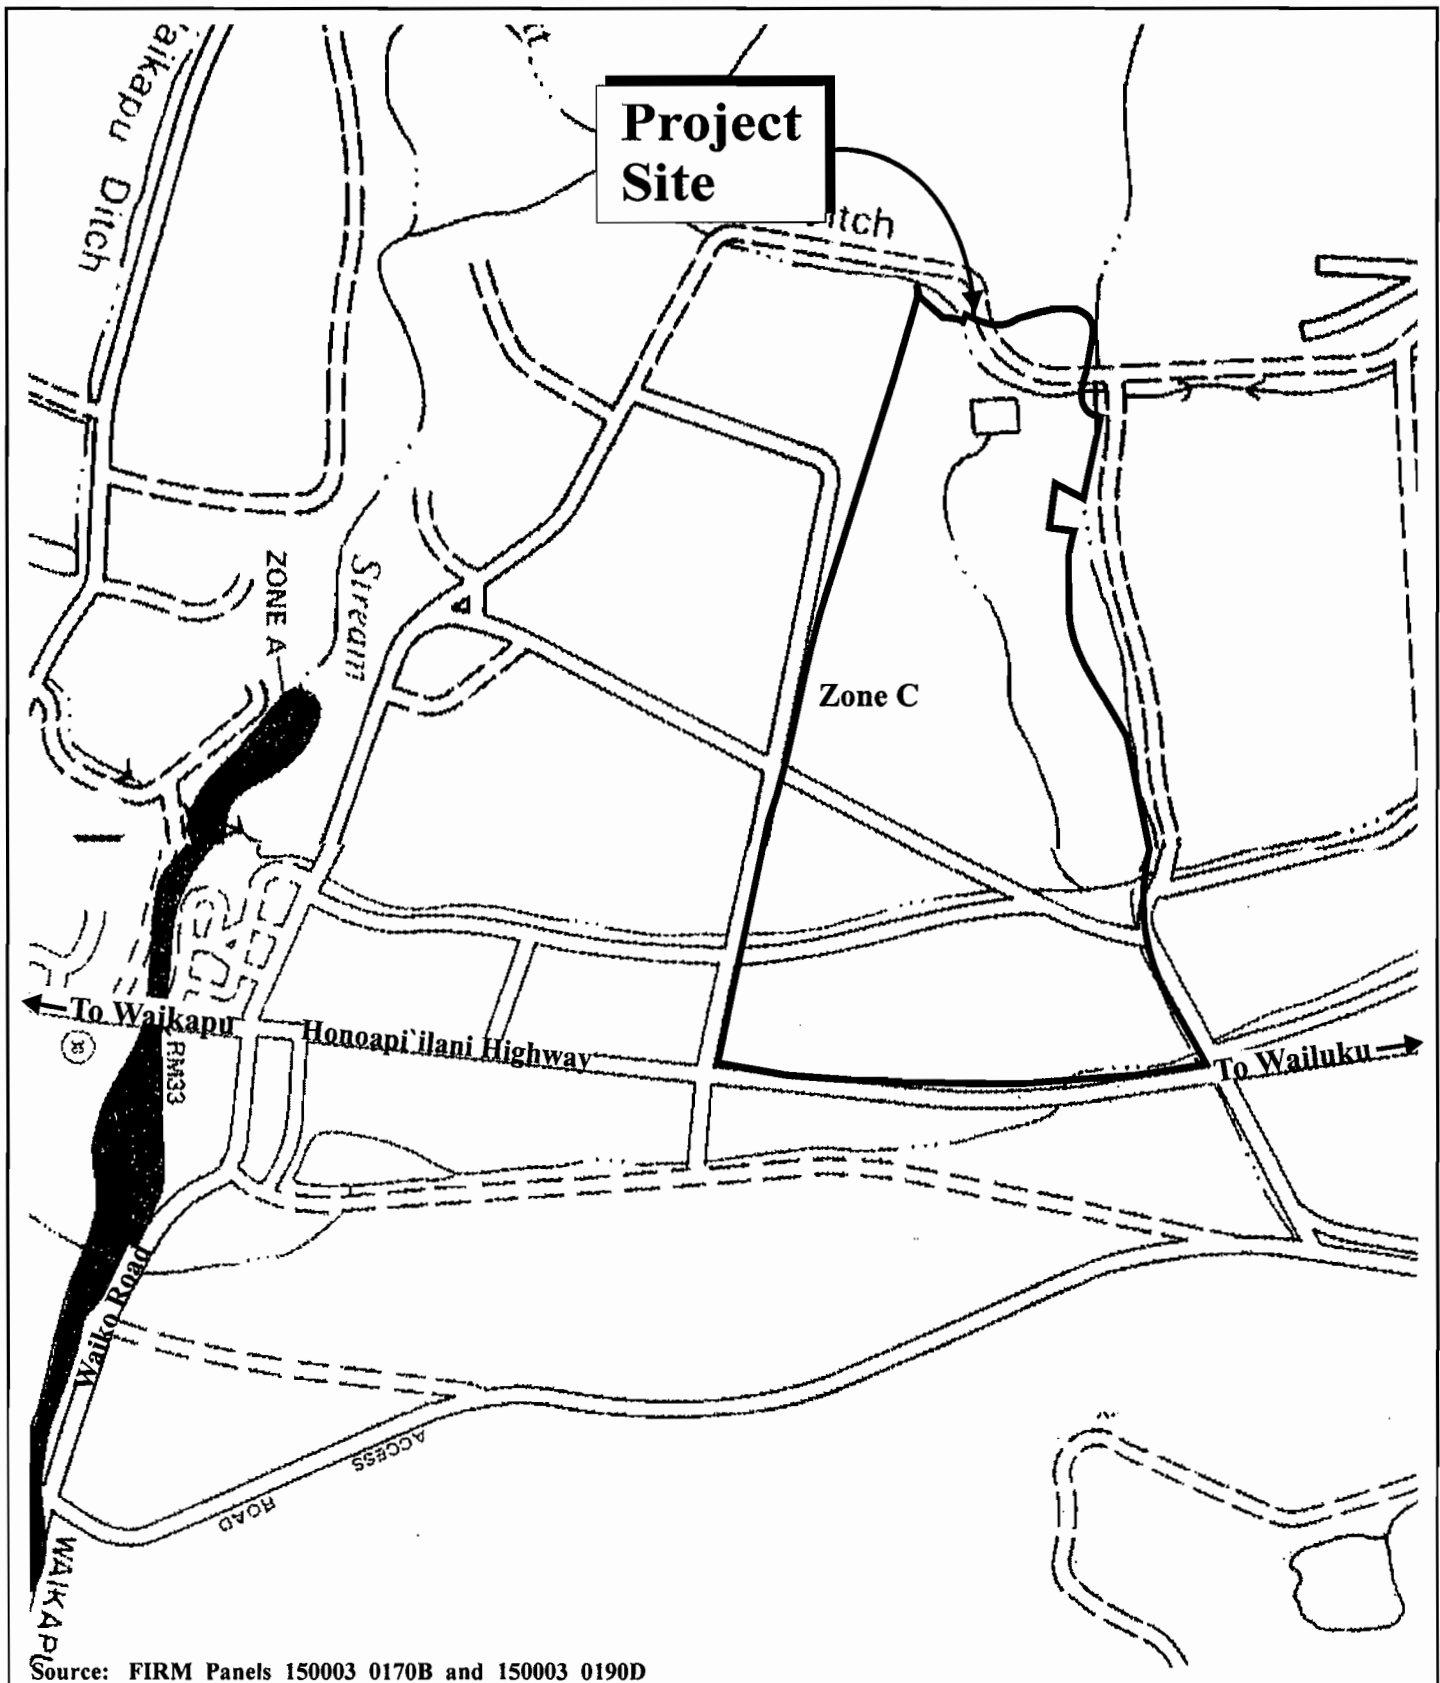 aikapu Ditch
it
Project
Site
itch
ZONE A
Stream
Zone C
To Waikapu
Honoapi`ilani Highway
RM33
To Wailuku
Waiko Road
ACCESS
ROAD
WAIKAPU
Source: FIRM Panels 150003 0170B and 150003 0190D